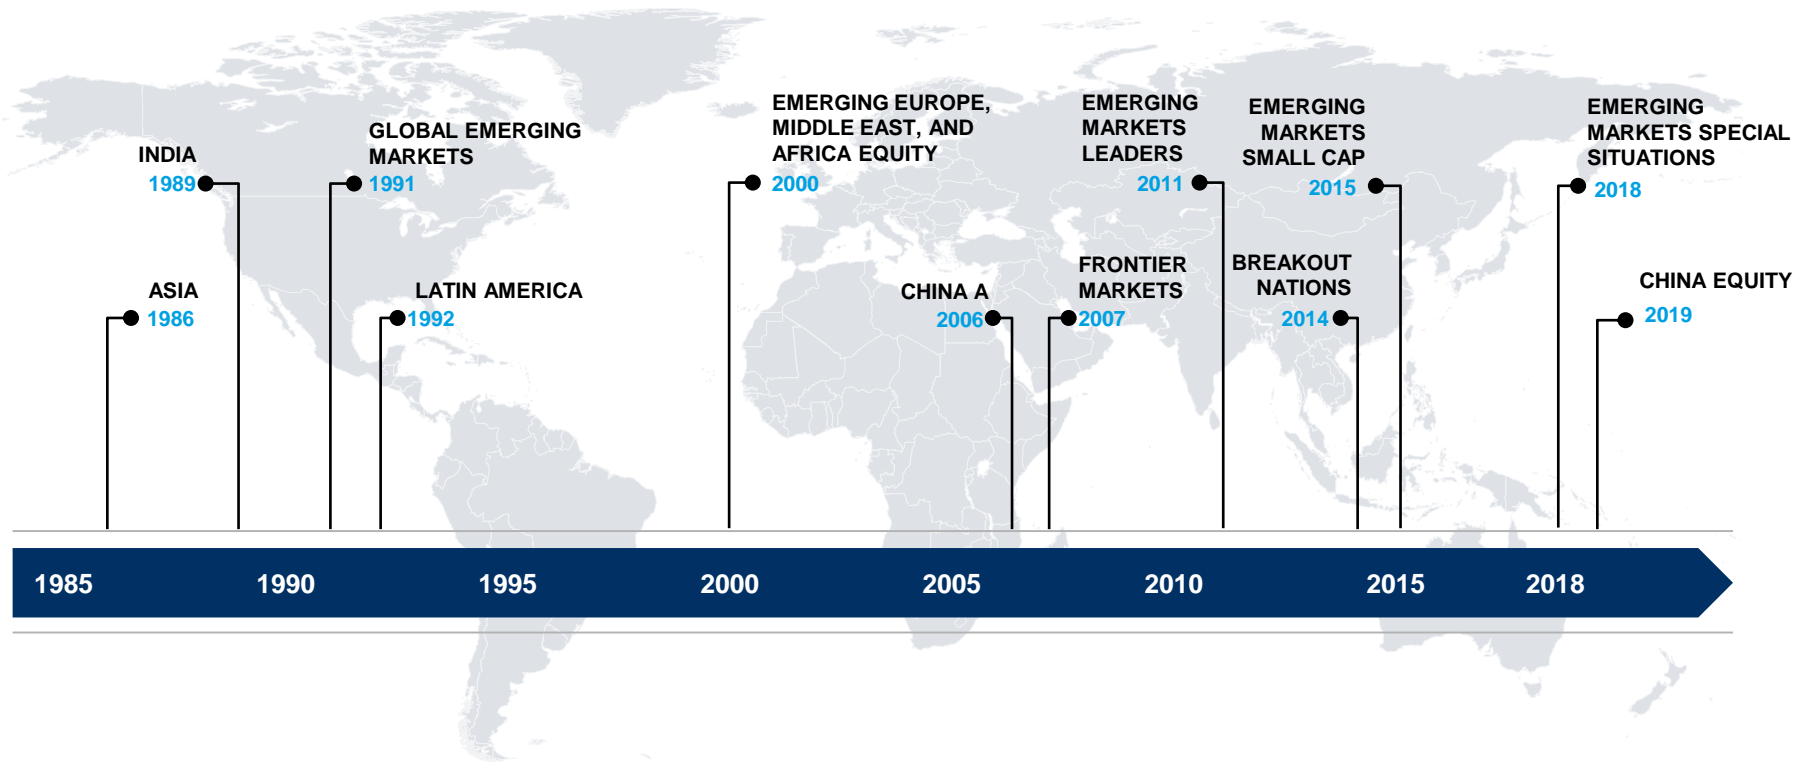 INDIA
1989
GLOBAL EMERGING
MARKETS
1991
EMERGING EUROPE,
MIDDLE EAST, AND
AFRICA EQUITY
2000
EMERGING
MARKETS
LEADERS
2011
EMERGING
MARKETS
SMALL CAP
2015
EMERGING
MARKETS SPECIAL
SITUATIONS
2018
ASIA
1986
LATIN AMERICA
1992
CHINA A
2006
FRONTIER
MARKETS
2007
BREAKOUT
NATIONS
2014
CHINA EQUITY
2019
1985 1990 1995 2000 2005 2010 2015 2018